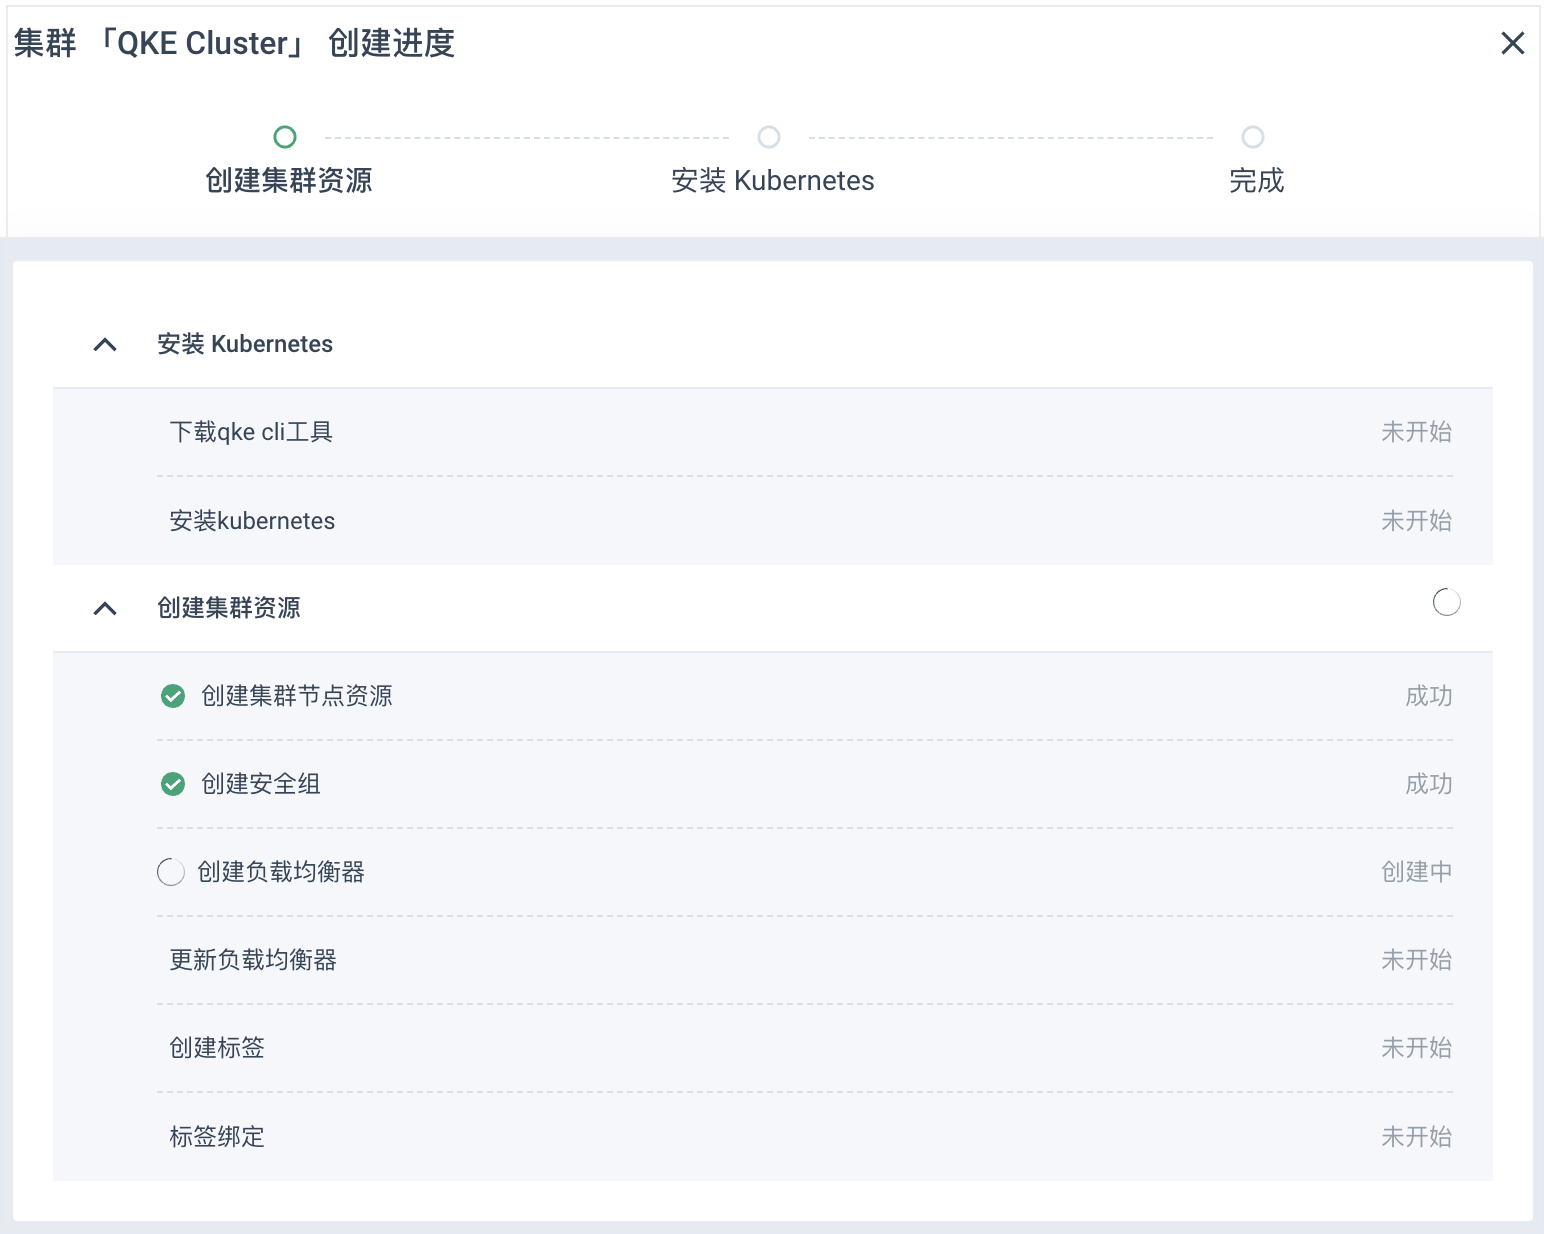 集群 「QKE Cluster」 创建进度
创建集群资源
安装 Kubernetes
完成
安装 Kubernetes
下载qke cli工具 未开始
安装kubernetes 未开始
创建集群资源
创建集群节点资源 成功
创建安全组 成功
创建负载均衡器 创建中
更新负载均衡器 未开始
创建标签 未开始
标签绑定 未开始